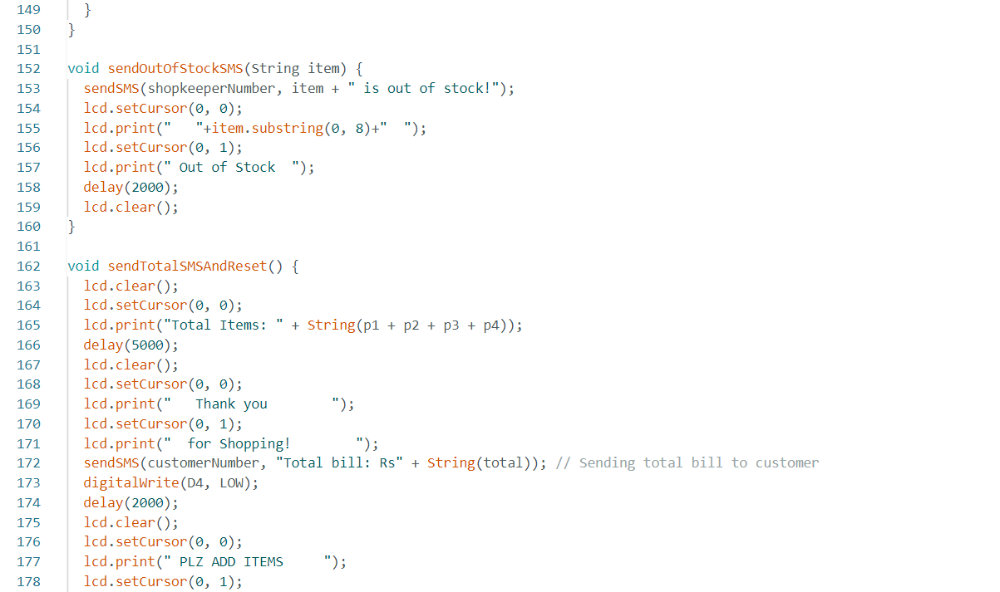 149   }
150 }
151
152 void sendOutOfStockSMS(String item) {
153   sendSMS(shopkeeperNumber, item + " is out of stock!");
154   lcd.setCursor(0, 0);
155   lcd.print("   "+item.substring(0, 8)+"  ");
156   lcd.setCursor(0, 1);
157   lcd.print(" Out of Stock  ");
158   delay(2000);
159   lcd.clear();
160 }
161
162 void sendTotalSMSAndReset() {
163   lcd.clear();
164   lcd.setCursor(0, 0);
165   lcd.print("Total Items: " + String(p1 + p2 + p3 + p4));
166   delay(5000);
167   lcd.clear();
168   lcd.setCursor(0, 0);
169   lcd.print("   Thank you        ");
170   lcd.setCursor(0, 1);
171   lcd.print("  for Shopping!        ");
172   sendSMS(customerNumber, "Total bill: Rs" + String(total)); // Sending total bill to customer
173   digitalWrite(D4, LOW);
174   delay(2000);
175   lcd.clear();
176   lcd.setCursor(0, 0);
177   lcd.print(" PLZ ADD ITEMS     ");
178   lcd.setCursor(0, 1);